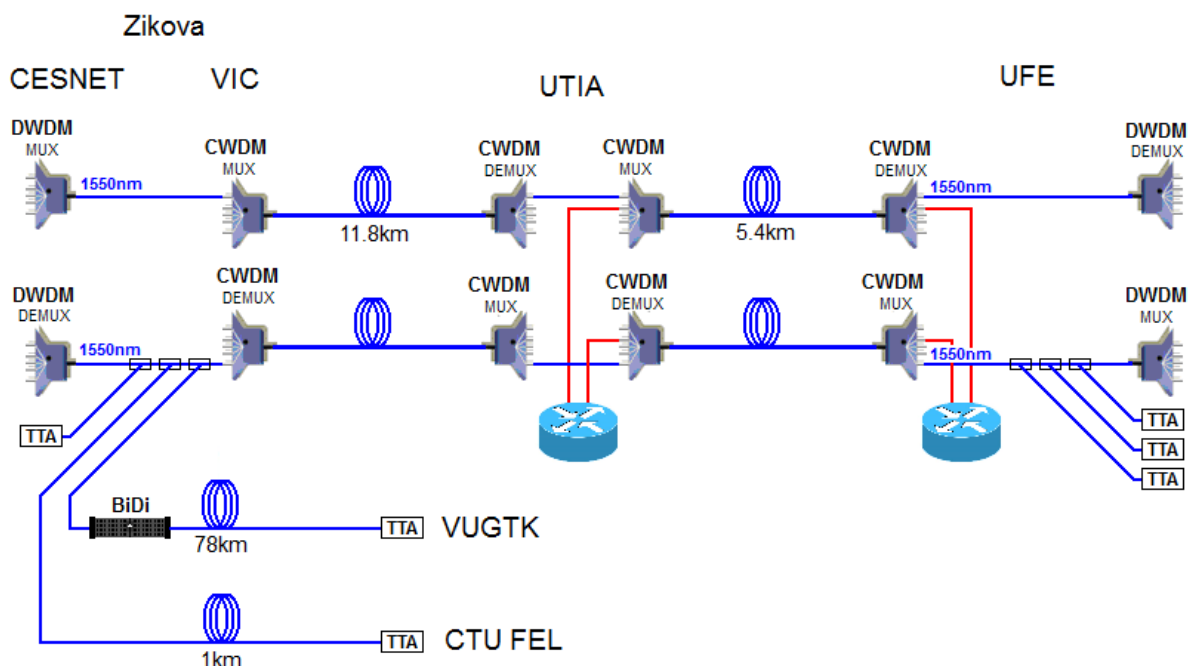 Zikova
CESNET
VIC
UTIA
UFE
DWDM
MUX
CWDM
MUX
CWDM
DEMUX
CWDM
MUX
CWDM
DEMUX
DWDM
DEMUX
1550nm
1550nm
11.8km
5.4km
DWDM
DEMUX
CWDM
DEMUX
CWDM
MUX
CWDM
DEMUX
CWDM
MUX
DWDM
MUX
1550nm
1550nm
TTA
TTA
TTA
TTA
BiDi
78km
TTA
VUGTK
1km
TTA
CTU FEL